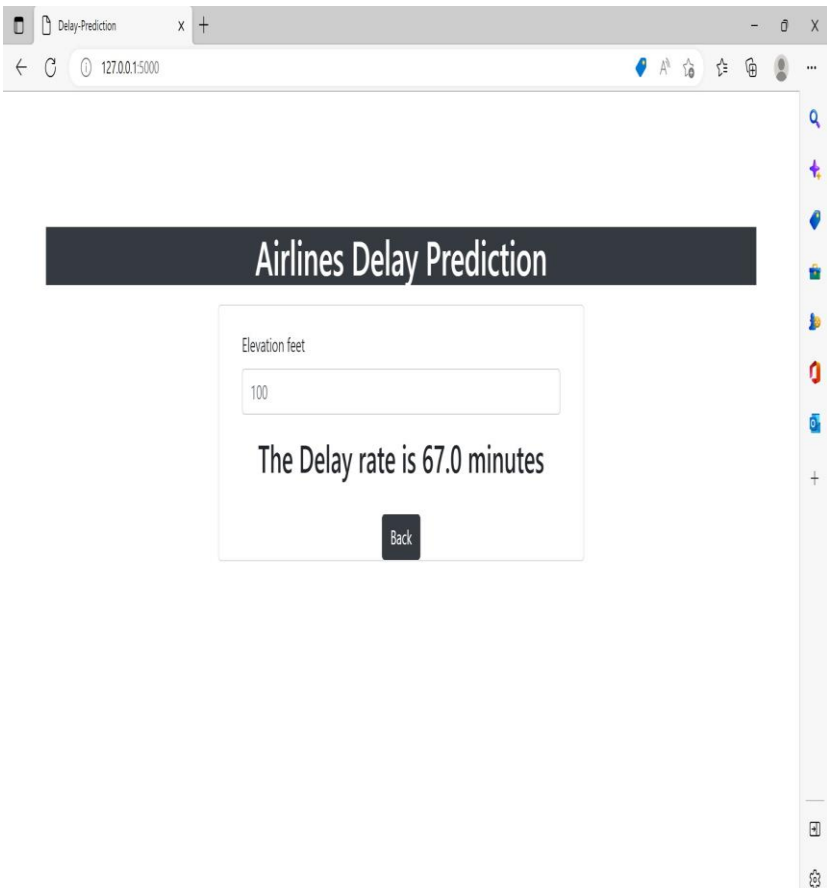 Delay-Prediction
127.0.0.1:5000
Airlines Delay Prediction
Elevation feet
100
The Delay rate is 67.0 minutes
Back